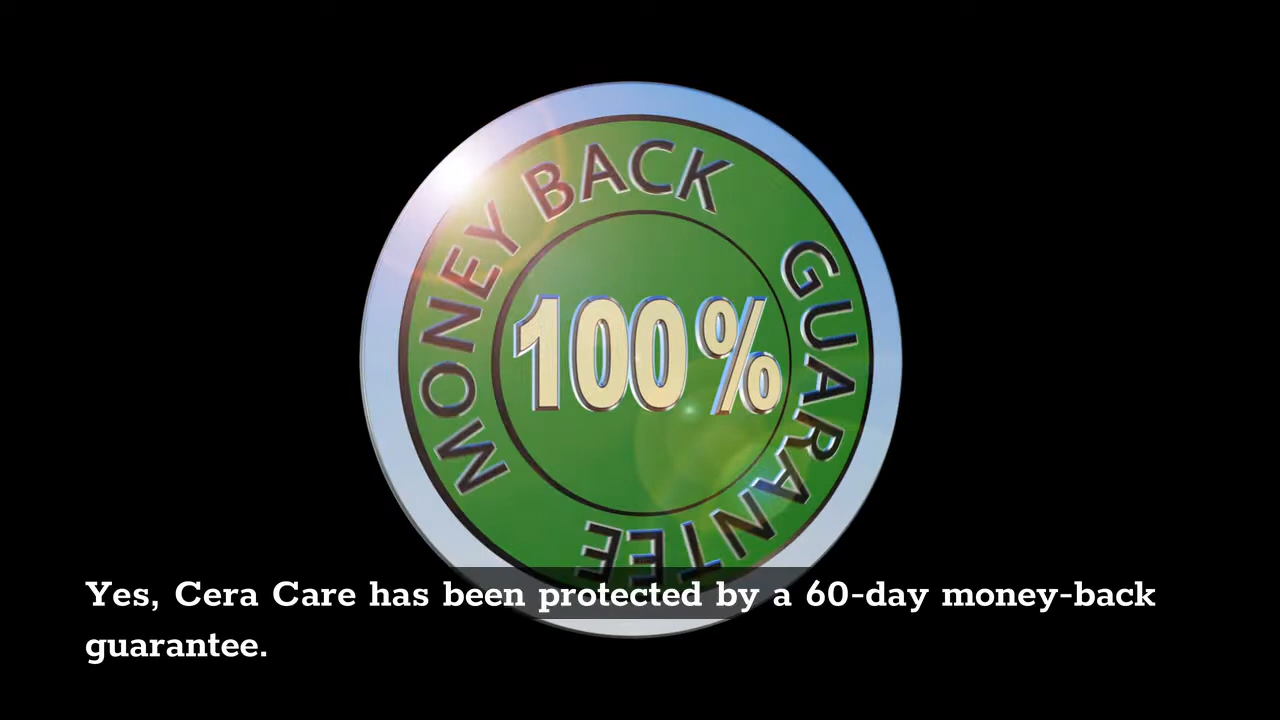 MONEY BACK GUARANTEE
100%
Yes, Cera Care has been protected by a 60-day money-back
guarantee.